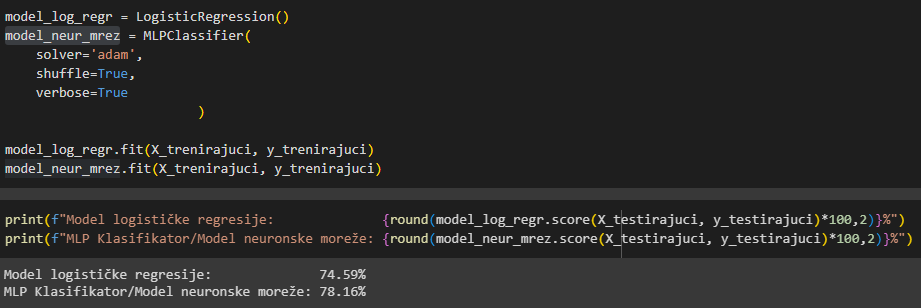 model_log_regr = LogisticRegression()
model_neur_mrez = MLPClassifier(
    solver='adam',
    shuffle=True,
    verbose=True
                          )
model_log_regr.fit(X_trenirajuci, y_trenirajuci)
model_neur_mrez.fit(X_trenirajuci, y_trenirajuci)
print(f"Model logističke regresije:              {round(model_log_regr.score(X_testirajuci, y_testirajuci)*100,2)}%")
print(f"MLP Klasifikator/Model neuronske moreže: {round(model_neur_mrez.score(X_testirajuci, y_testirajuci)*100,2)}%")
Model logističke regresije:              74.59%
MLP Klasifikator/Model neuronske moreže: 78.16%